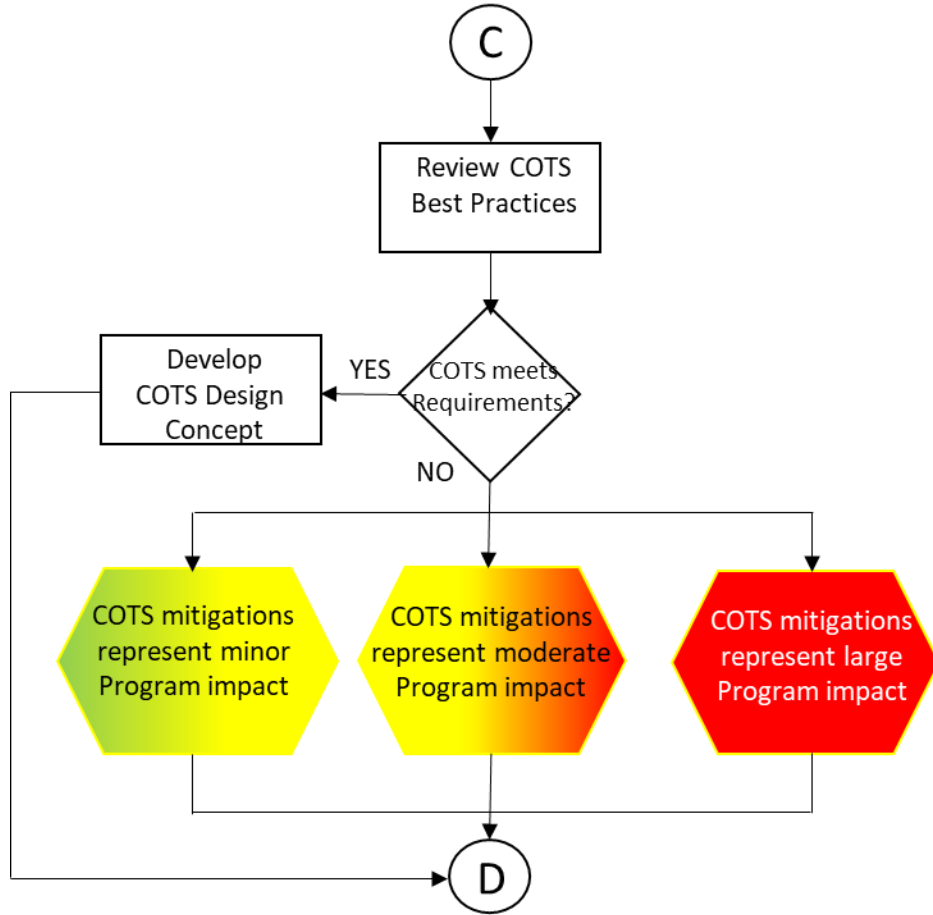 C
Review COTS
Best Practices
COTS meets
Requirements?
YES
Develop
COTS Design
Concept
NO
COTS mitigations
represent minor
Program impact
COTS mitigations
represent moderate
Program impact
COTS mitigations
represent large
Program impact
D